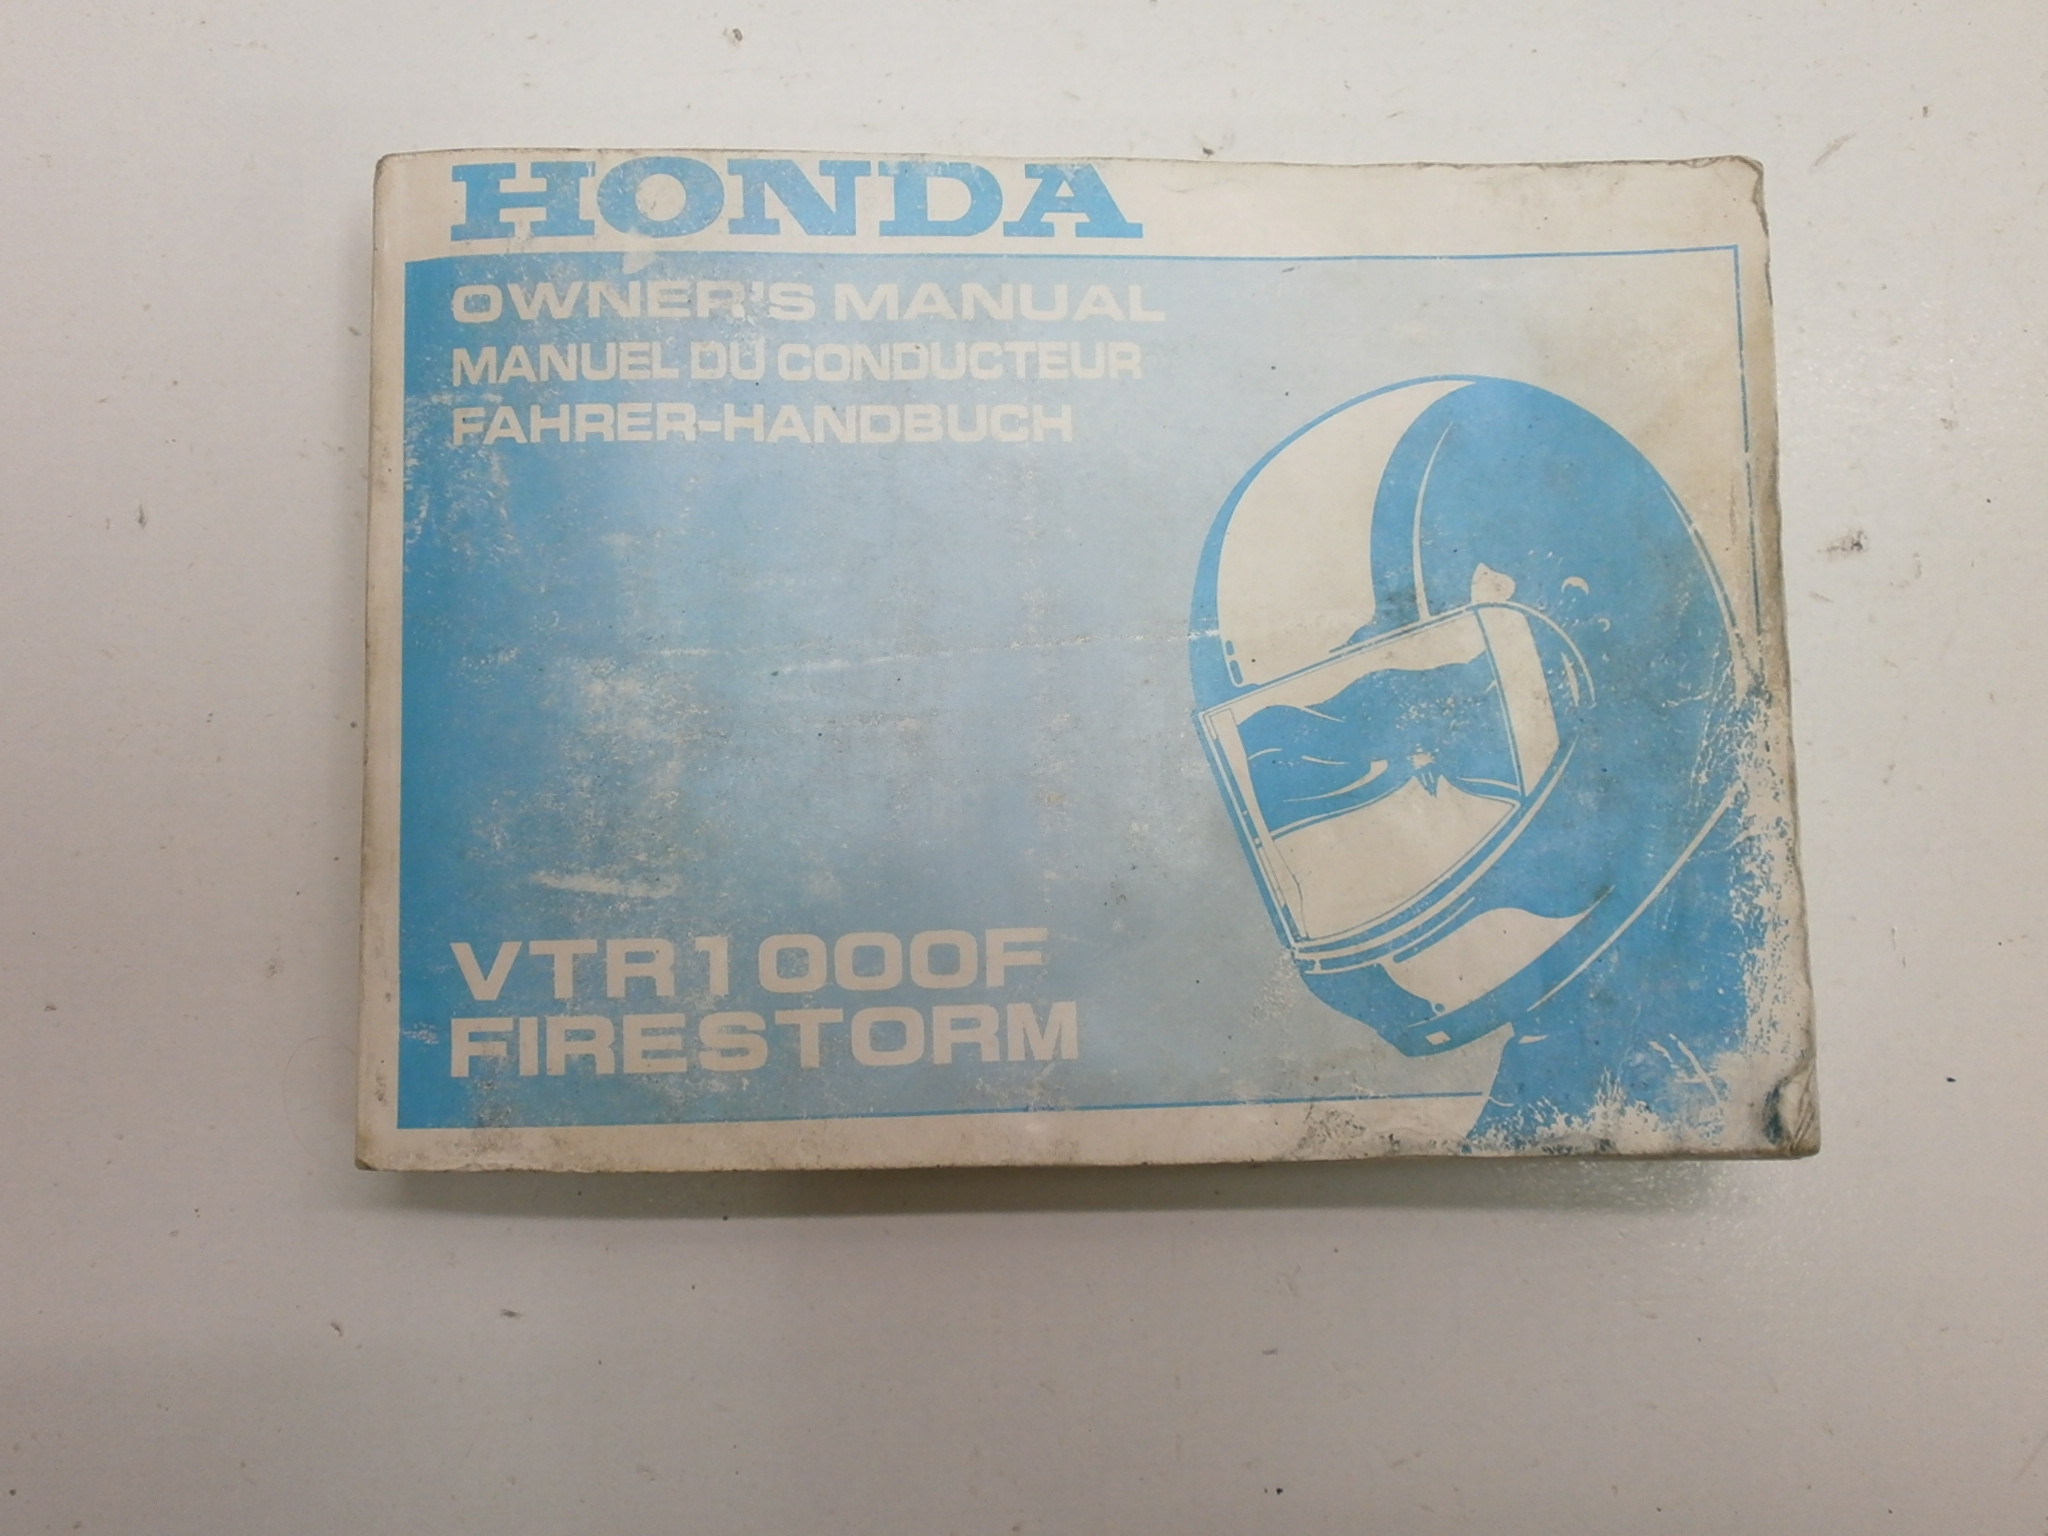 HONDA
OWNER'S MANUAL
MANUEL DU CONDUCTEUR
FAHRER-HANDBUCH
VTR1000F
FIRESTORM